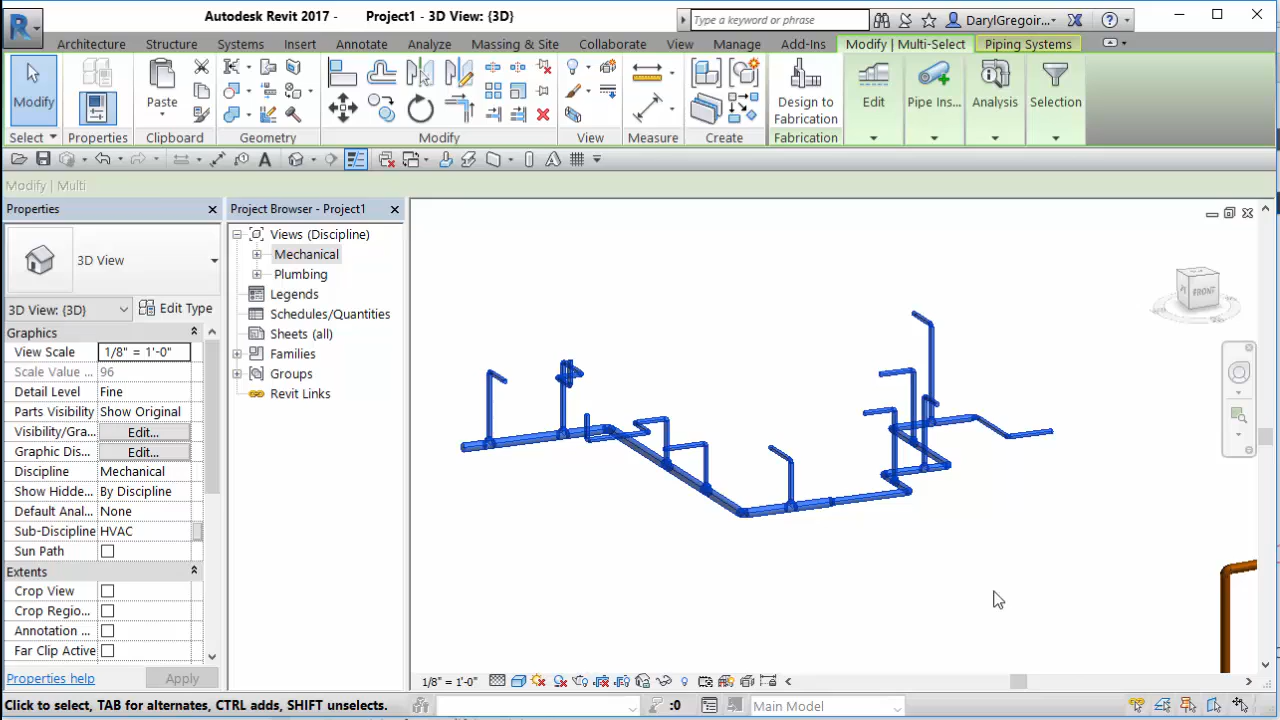 Autodesk Revit 2017 - Project1 - 3D View: {3D}
Type a keyword or phrase
DarylGregoir...
Architecture Structure Systems Insert Annotate Analyze Massing & Site Collaborate View Manage Add-Ins Modify | Multi-Select Piping Systems
Modify
Paste
Design to
Fabrication
Edit
Pipe Ins...
Analysis
Selection
Select Properties Clipboard Geometry Modify View Measure Create Fabrication
Modify | Multi
Properties
3D View
3D View: {3D} Edit Type
Graphics
View Scale 1/8" = 1'-0"
Scale Value ... 96
Detail Level Fine
Parts Visibility Show Original
Visibility/Gra... Edit...
Graphic Dis... Edit...
Discipline Mechanical
Show Hidde... By Discipline
Default Anal... None
Sub-Discipline HVAC
Sun Path
Extents
Crop View
Crop Regio...
Annotation ...
Far Clip Active
Properties help Apply
Project Browser - Project1
Views (Discipline)
Mechanical
Plumbing
Legends
Schedules/Quantities
Sheets (all)
Families
Groups
Revit Links
FRONT
1/8" = 1'-0"
Click to select, TAB for alternates, CTRL adds, SHIFT unselects.
:0
Main Model